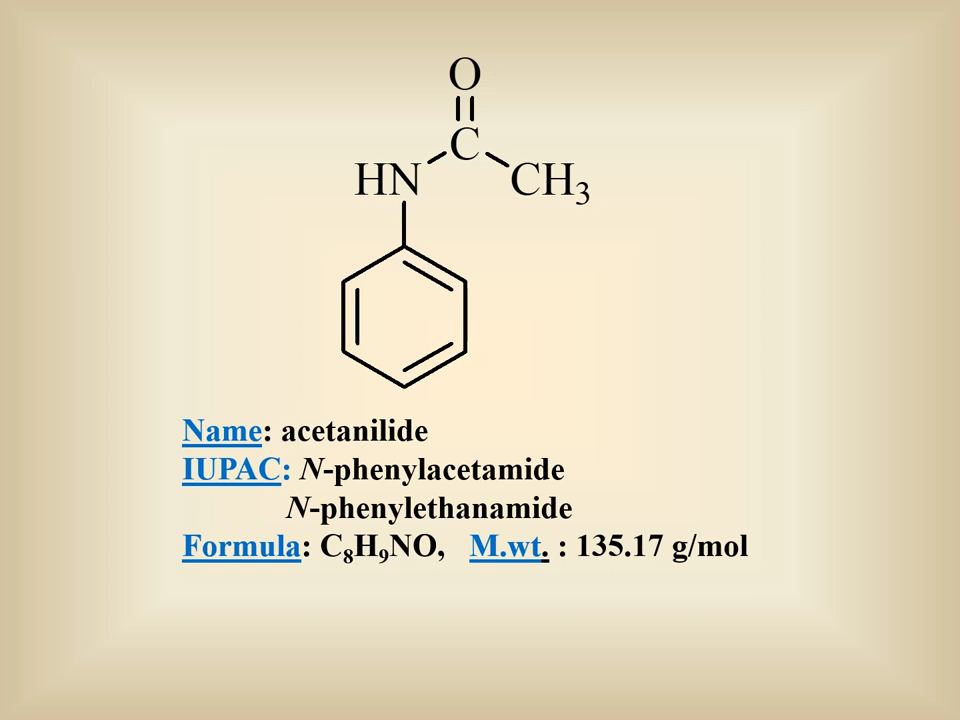 O
C
HN CH₃
Name: acetanilide
IUPAC: N-phenylacetamide
N-phenylethanamide
Formula: C₈H₉NO, M.wt. : 135.17 g/mol